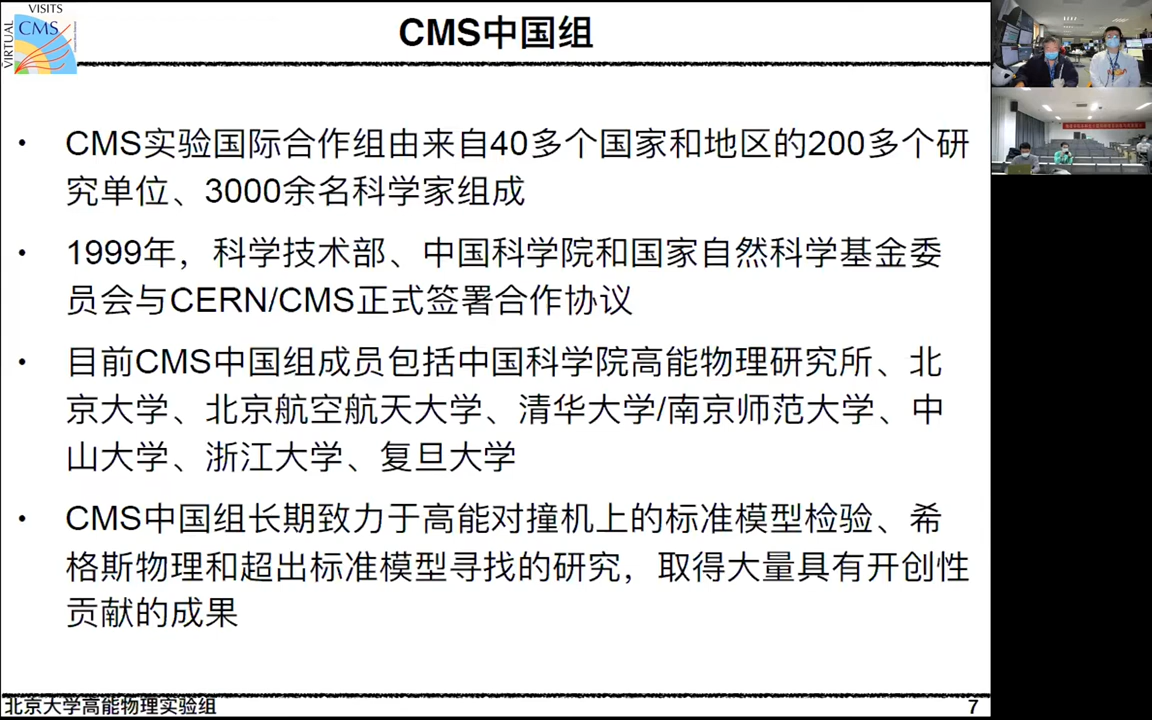 VISITS
CMS中国组
VIRTUAL
CMS
• CMS实验国际合作组由来自40多个国家和地区的200多个研
究单位、3000余名科学家组成
• 1999年，科学技术部、中国科学院和国家自然科学基金委
员会与CERN/CMS正式签署合作协议
• 目前CMS中国组成员包括中国科学院高能物理研究所、北
京大学、北京航空航天大学、清华大学/南京师范大学、中
山大学、浙江大学、复旦大学
• CMS中国组长期致力于高能对撞机上的标准模型检验、希
格斯物理和超出标准模型寻找的研究，取得大量具有开创性
贡献的成果
北京大学高能物理实验组
7